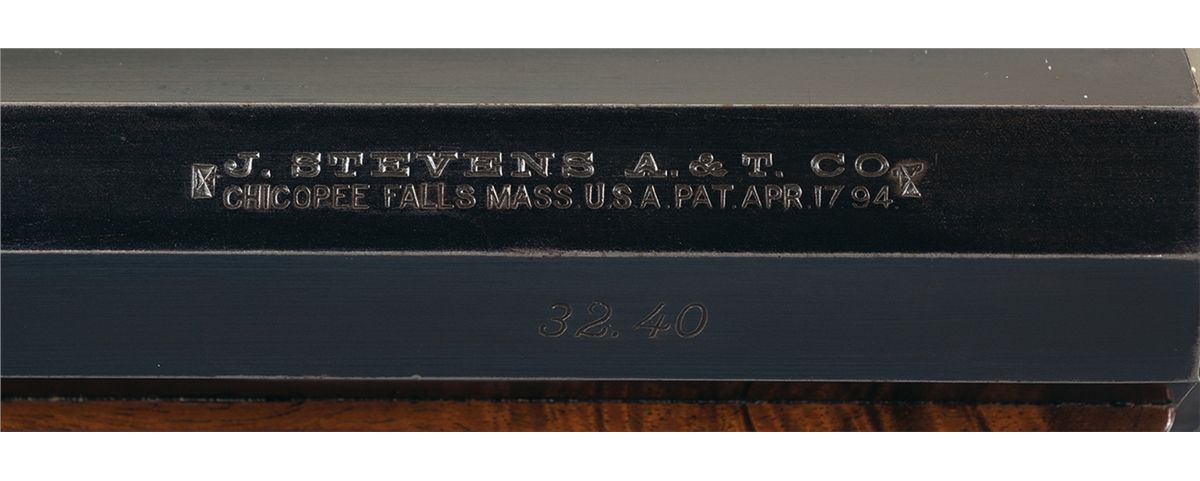 J. STEVENS A. & T. CO.
CHICOPEE FALLS MASS. U.S.A. PAT. APR. 17 94.
32.40